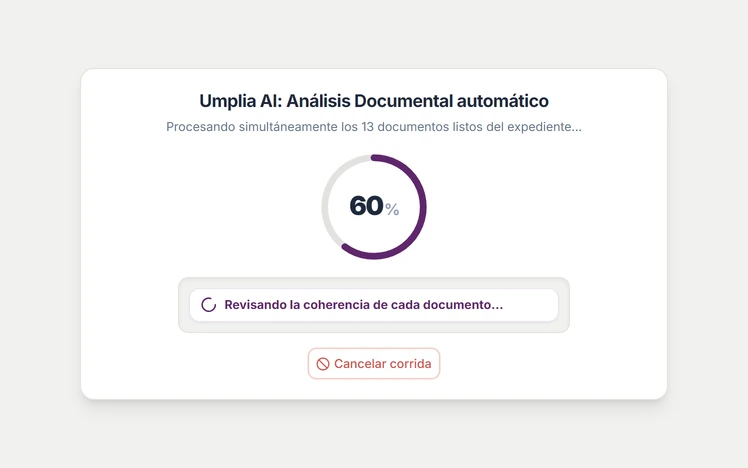 Umplia AI: Análisis Documental automático
Procesando simultáneamente los 13 documentos listos del expediente...
60%
Revisando la coherencia de cada documento...
Cancelar corrida